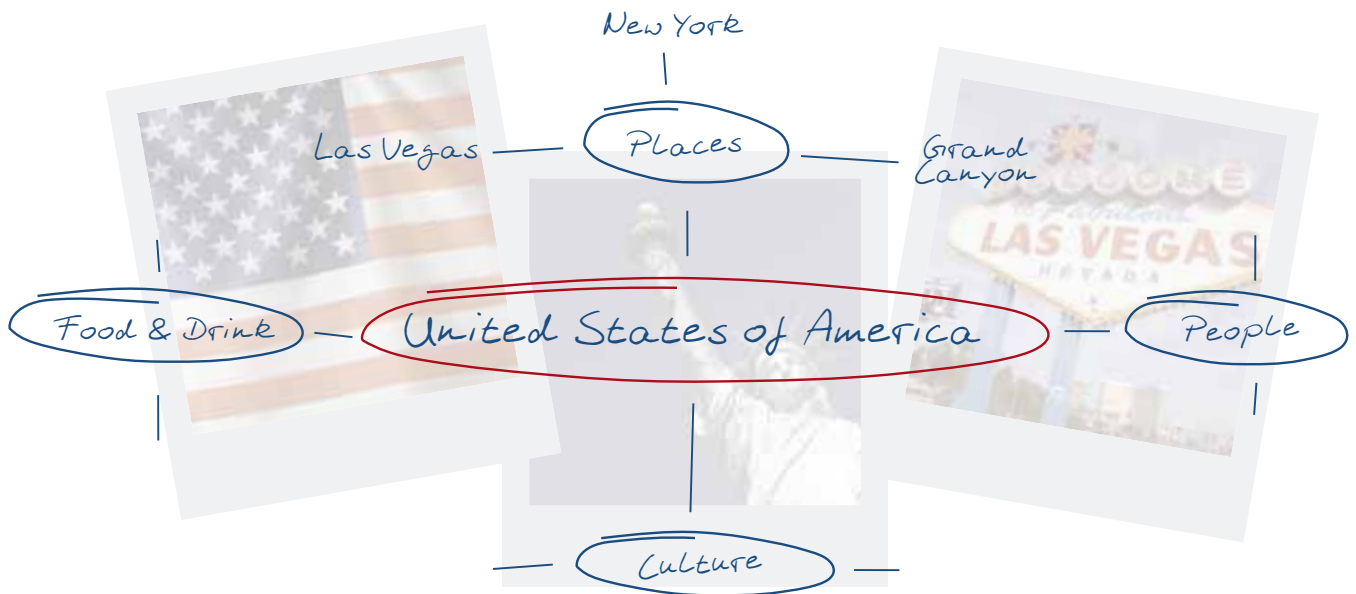 New York
Las Vegas
Places
Grand
Canyon
WELCOME
LAS VEGAS
NEVADA
Food & Drink
United States of America
People
Culture